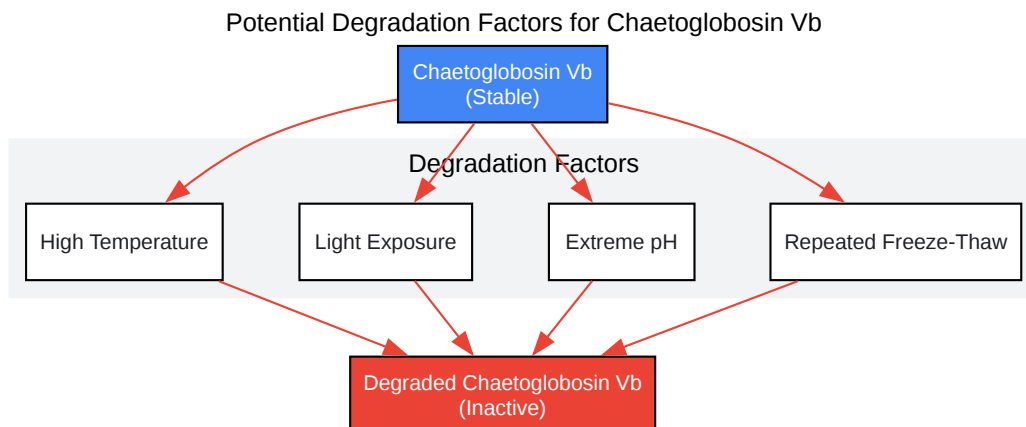 Potential Degradation Factors for Chaetoglobosin Vb
Chaetoglobosin Vb
(Stable)
Degradation Factors
High Temperature
Light Exposure
Extreme pH
Repeated Freeze-Thaw
Degraded Chaetoglobosin Vb
(Inactive)